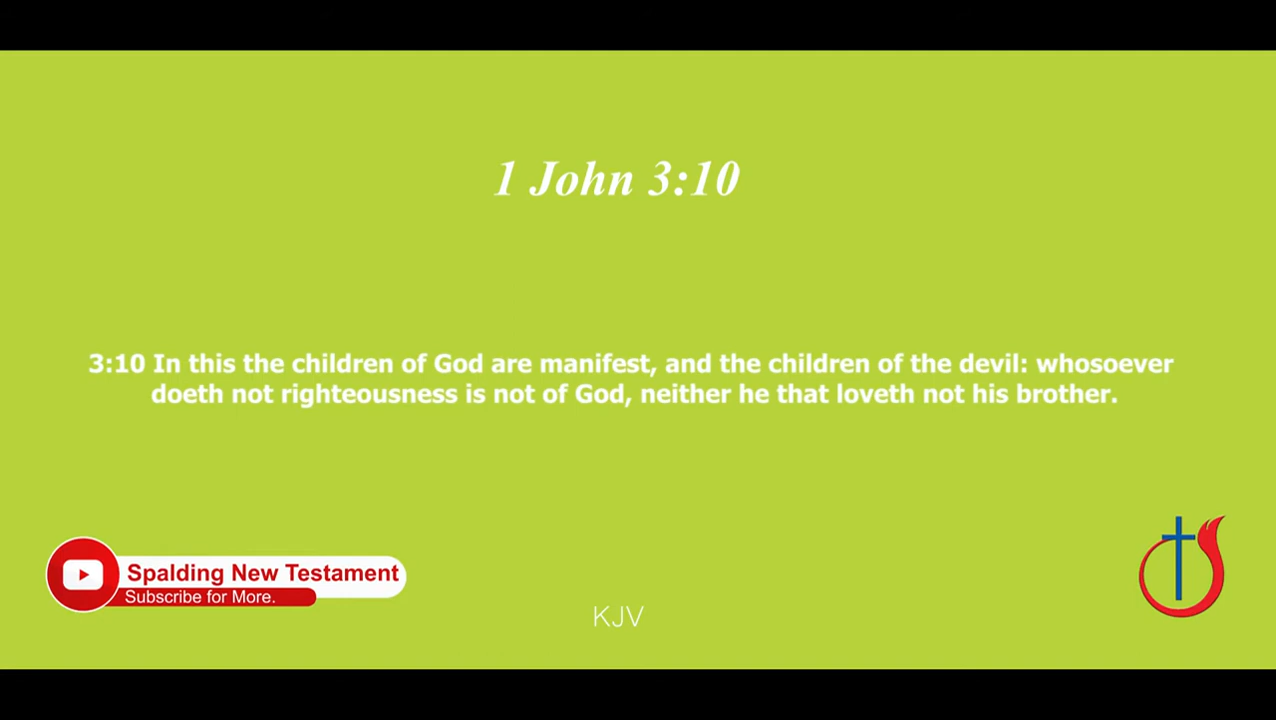 1 John 3:10
3:10 In this the children of God are manifest, and the children of the devil: whosoever
doeth not righteousness is not of God, neither he that loveth not his brother.
Spalding New Testament
Subscribe for More.
KJV